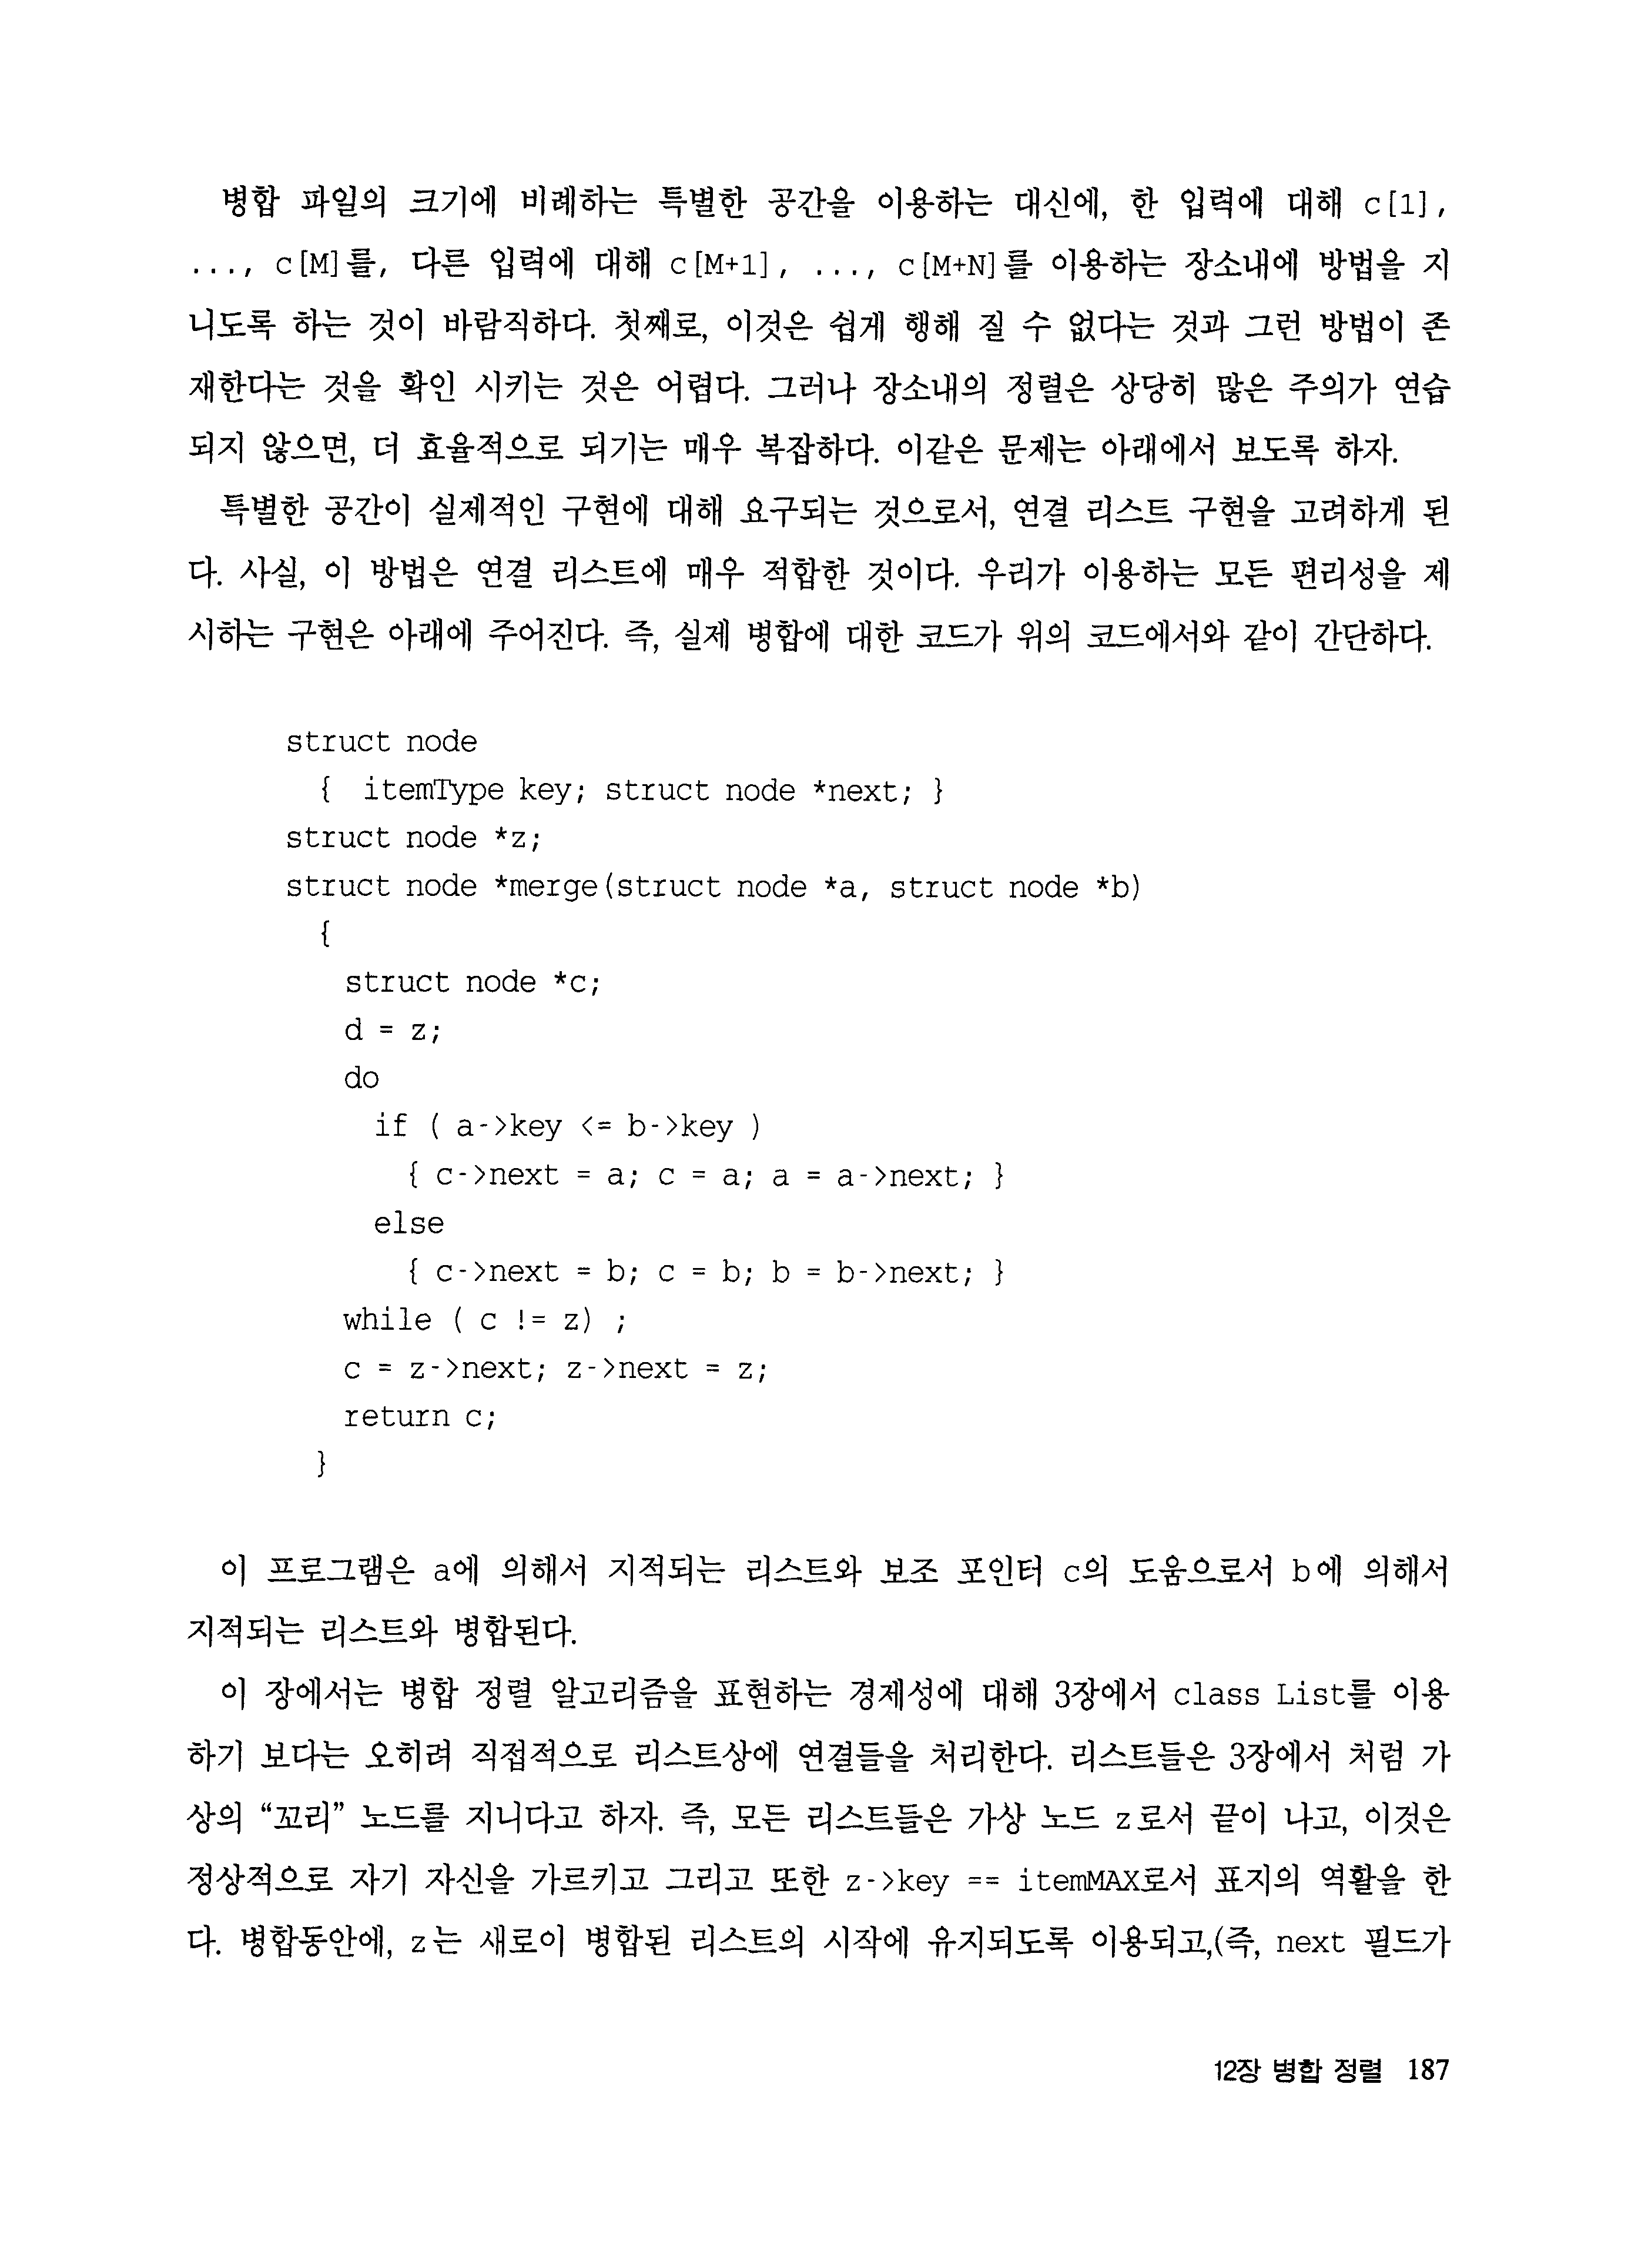 병합 파일의 크기에 비례하는 특별한 공간을 이용하는 대신에, 한 입력에 대해 c[1],
..., c[M]를, 다른 입력에 대해 c[M+1], ..., c[M+N]를 이용하는 장소내에 방법을 지
니도록 하는 것이 바람직하다. 첫째로, 이것은 쉽게 행해 질 수 없다는 것과 그런 방법이 존
재한다는 것을 확인 시키는 것은 어렵다. 그러나 장소내의 정렬은 상당히 많은 주의가 연습
되지 않으면, 더 효율적으로 되기는 매우 복잡하다. 이같은 문제는 아래에서 보도록 하자.
특별한 공간이 실제적인 구현에 대해 요구되는 것으로서, 연결 리스트 구현을 고려하게 된
다. 사실, 이 방법은 연결 리스트에 매우 적합한 것이다. 우리가 이용하는 모든 편리성을 제
시하는 구현은 아래에 주어진다. 즉, 실제 병합에 대한 코드가 위의 코드에서와 같이 간단하다.
struct node
{ itemType key; struct node *next; }
struct node *z;
struct node *merge(struct node *a, struct node *b)
{
struct node *c;
d = z;
do
if ( a->key <= b->key )
{ c->next = a; c = a; a = a->next; }
else
{ c->next = b; c = b; b = b->next; }
while ( c != z) ;
c = z->next; z->next = z;
return c;
}
이 프로그램은 a에 의해서 지적되는 리스트와 보조 포인터 c의 도움으로서 b에 의해서
지적되는 리스트와 병합된다.
이 장에서는 병합 정렬 알고리즘을 표현하는 경제성에 대해 3장에서 class List를 이용
하기 보다는 오히려 직접적으로 리스트상에 연결들을 처리한다. 리스트들은 3장에서 처럼 가
상의 “꼬리” 노드를 지니다고 하자. 즉, 모든 리스트들은 가상 노드 z로서 끝이 나고, 이것은
정상적으로 자기 자신을 가르키고 그리고 또한 z->key == itemMAX로서 표지의 역활을 한
다. 병합동안에, z는 새로이 병합된 리스트의 시작에 유지되도록 이용되고,(즉, next 필드가
12장 병합 정렬 187